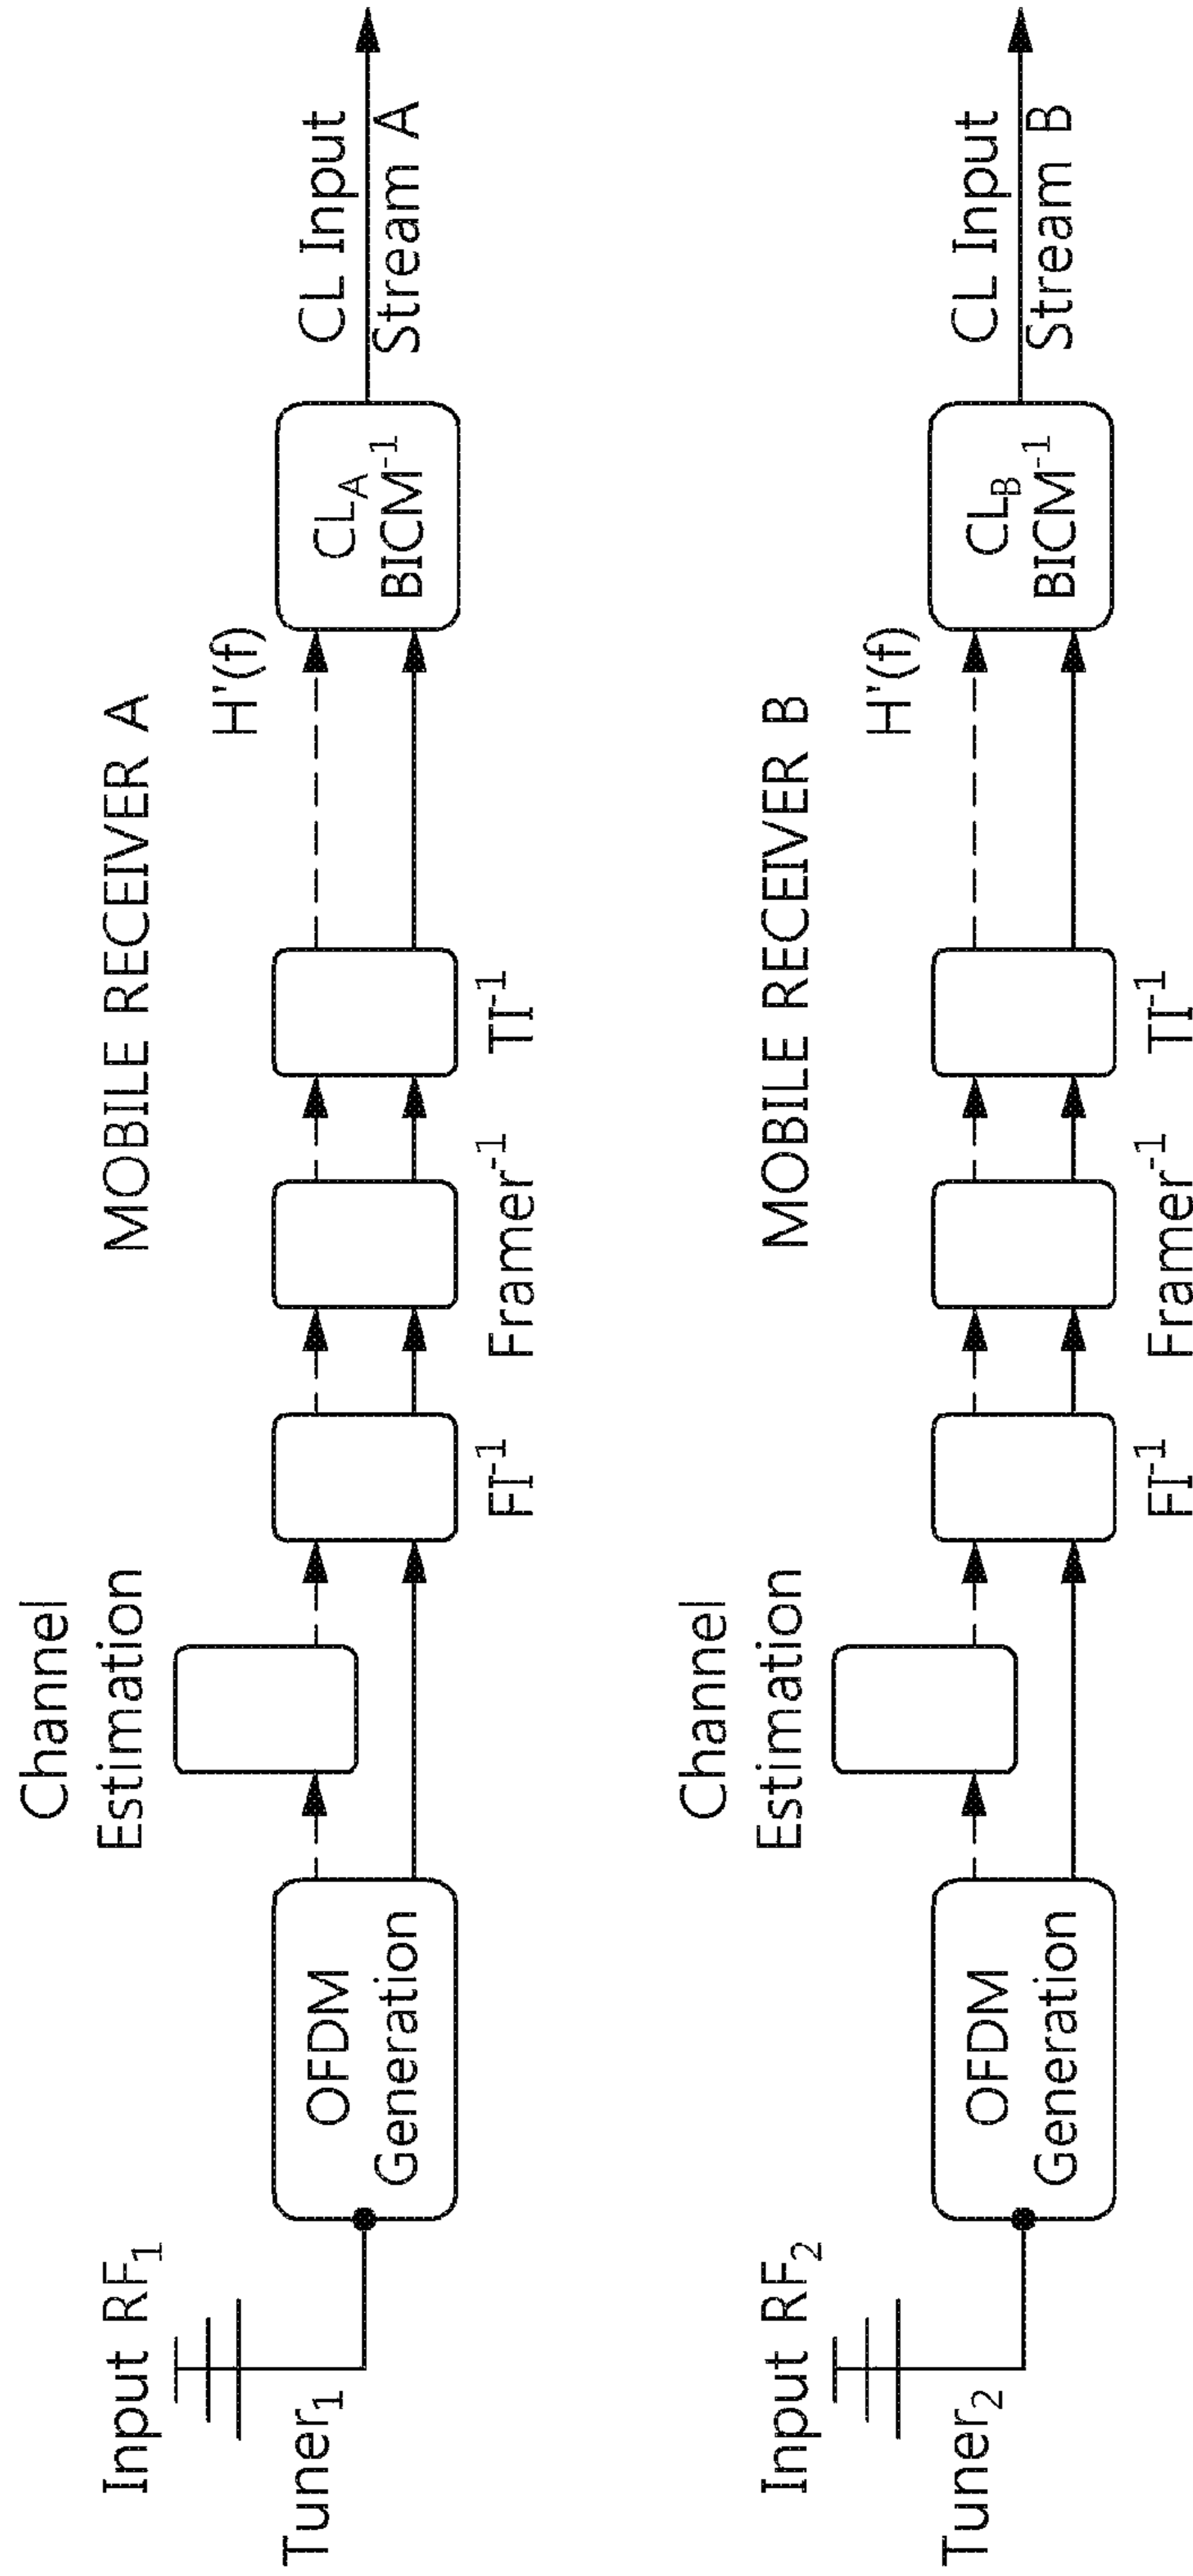 MOBILE RECEIVER A
Input RF1
Tuner1
OFDM
Generation
Channel
Estimation
FI-1
Framer-1
TI-1
H'(f)
CLA
BICM-1
CL Input
Stream A
MOBILE RECEIVER B
Input RF2
Tuner2
OFDM
Generation
Channel
Estimation
FI-1
Framer-1
TI-1
H'(f)
CLB
BICM-1
CL Input
Stream B